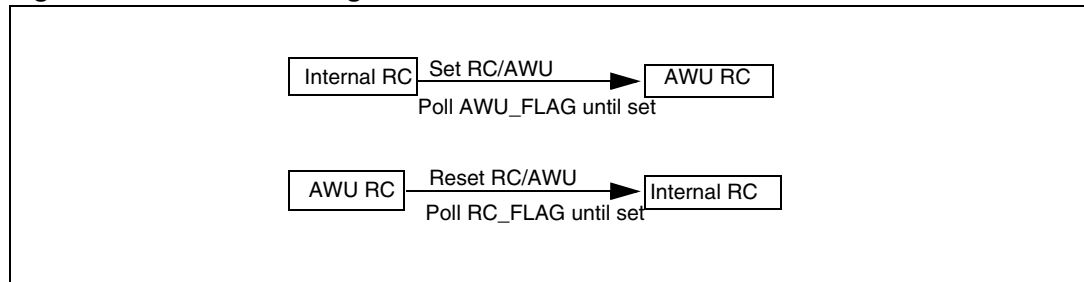 Internal RC
Set RC/AWU
AWU RC
Poll AWU_FLAG until set
AWU RC
Reset RC/AWU
Internal RC
Poll RC_FLAG until set